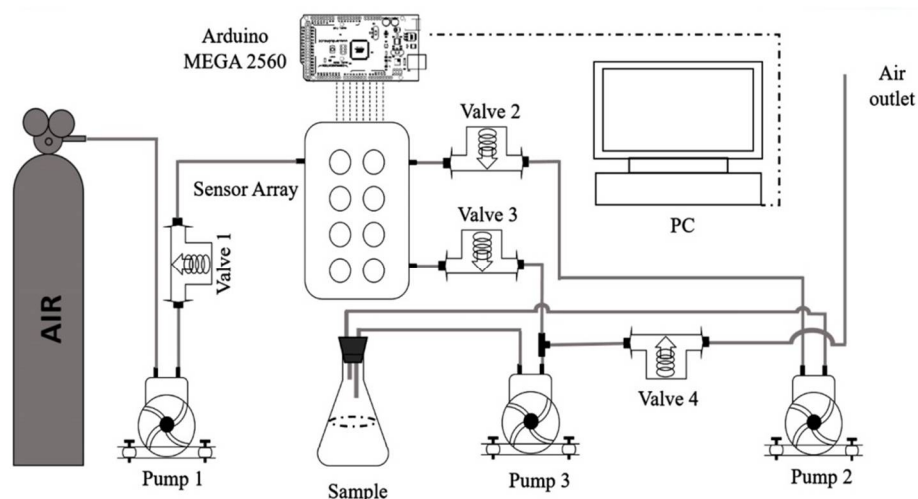 Arduino
MEGA 2560
Air
outlet
Valve 2
Sensor Array
Valve 3
PC
Valve 1
AIR
Valve 4
Pump 1
Sample
Pump 3
Pump 2